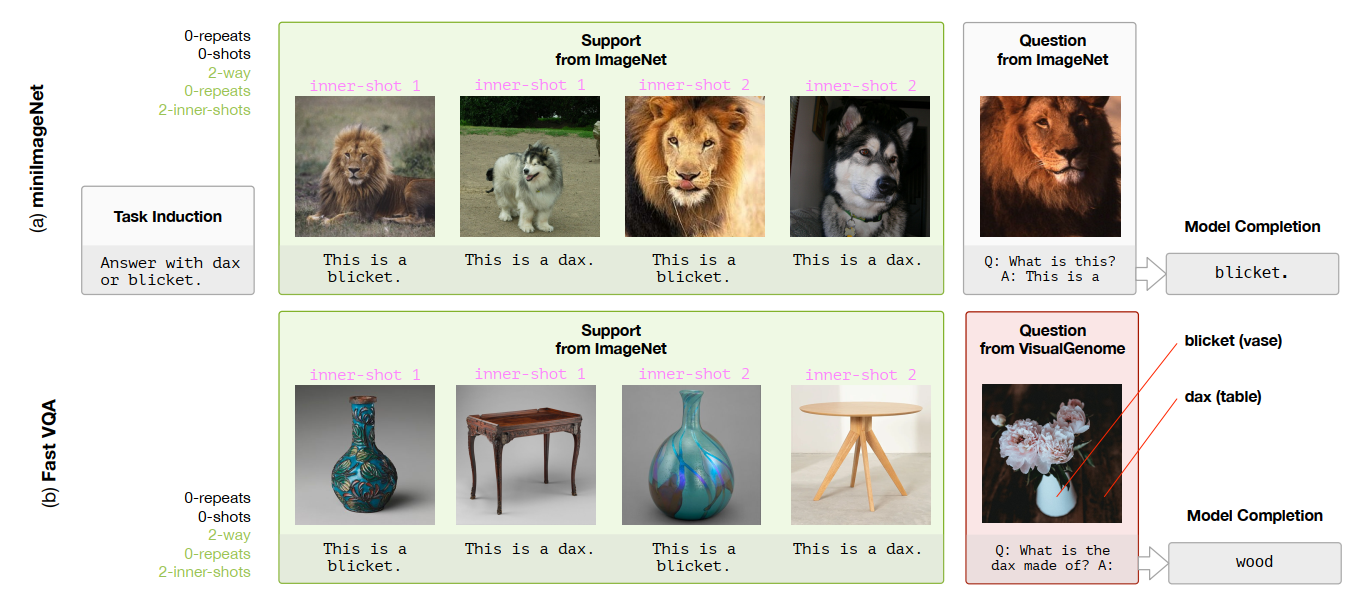 (a) miniImageNet
0-repeats
0-shots
2-way
0-repeats
2-inner-shots
Task Induction
Answer with dax
or blicket.
Support
from ImageNet
inner-shot 1
inner-shot 1
inner-shot 2
inner-shot 2
This is a
blicket.
This is a dax.
This is a
blicket.
This is a dax.
Question
from ImageNet
Q: What is this?
A: This is a
Model Completion
blicket.
(b) Fast VQA
0-repeats
0-shots
2-way
0-repeats
2-inner-shots
Support
from ImageNet
inner-shot 1
inner-shot 1
inner-shot 2
inner-shot 2
This is a
blicket.
This is a dax.
This is a
blicket.
This is a dax.
Question
from VisualGenome
blicket (vase)
dax (table)
Q: What is the
dax made of? A:
Model Completion
wood